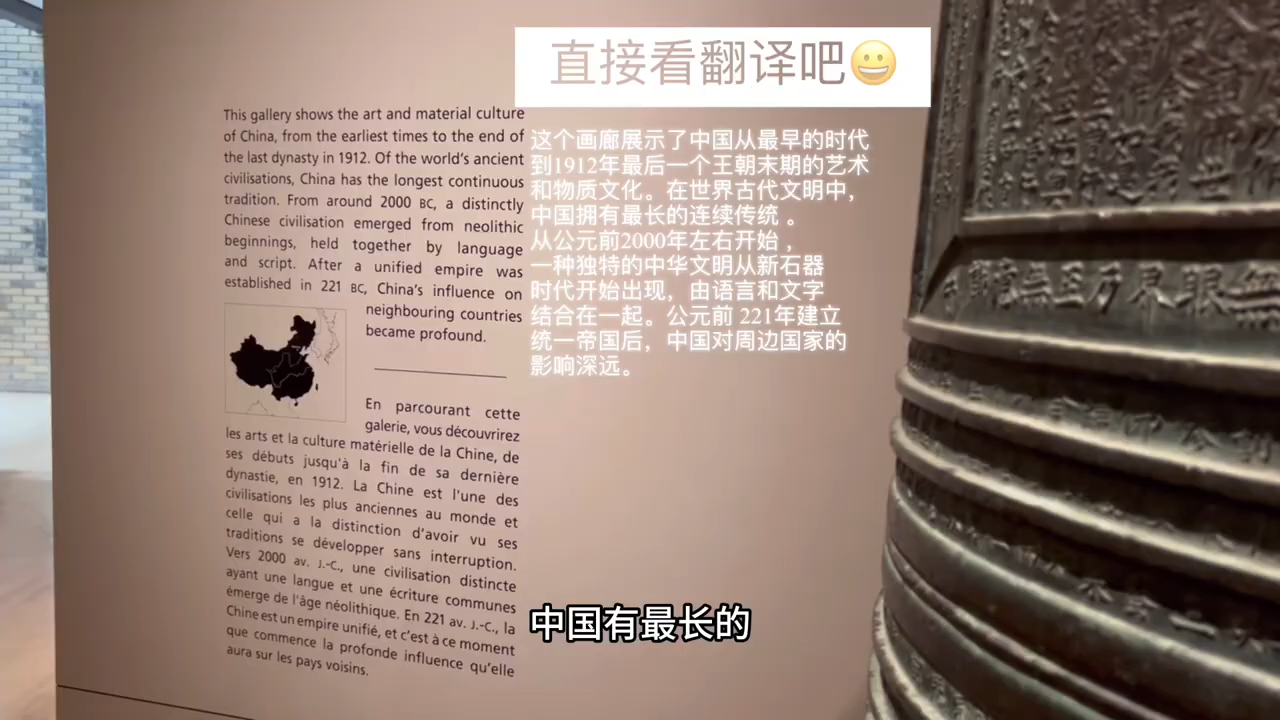 直接看翻译吧😀
This gallery shows the art and material culture
of China, from the earliest times to the end of
the last dynasty in 1912. Of the world's ancient
civilisations, China has the longest continuous
tradition. From around 2000 BC, a distinctly
Chinese civilisation emerged from neolithic
beginnings, held together by language
and script. After a unified empire was
established in 221 BC, China's influence on
neighbouring countries
became profound.
En parcourant cette
galerie, vous découvrirez
les arts et la culture matérielle de la Chine, de
ses débuts jusqu'à la fin de sa dernière
dynastie, en 1912. La Chine est l'une des
civilisations les plus anciennes au monde et
celle qui a la distinction d'avoir vu ses
traditions se développer sans interruption.
Vers 2000 av. J.-C., une civilisation distincte
ayant une langue et une écriture communes
émerge de l'âge néolithique. En 221 av. J.-C., la
Chine est un empire unifié, et c'est à ce moment
que commence la profonde influence qu'elle
aura sur les pays voisins.
这个画廊展示了中国从最早的时代
到1912年最后一个王朝末期的艺术
和物质文化。在世界古代文明中，
中国拥有最长的连续传统 。
从公元前2000年左右开始 ，
一种独特的中华文明从新石器
时代开始出现，由语言和文字
结合在一起。公元前 221年建立
统一帝国后，中国对周边国家的
影响深远。
中国有最长的